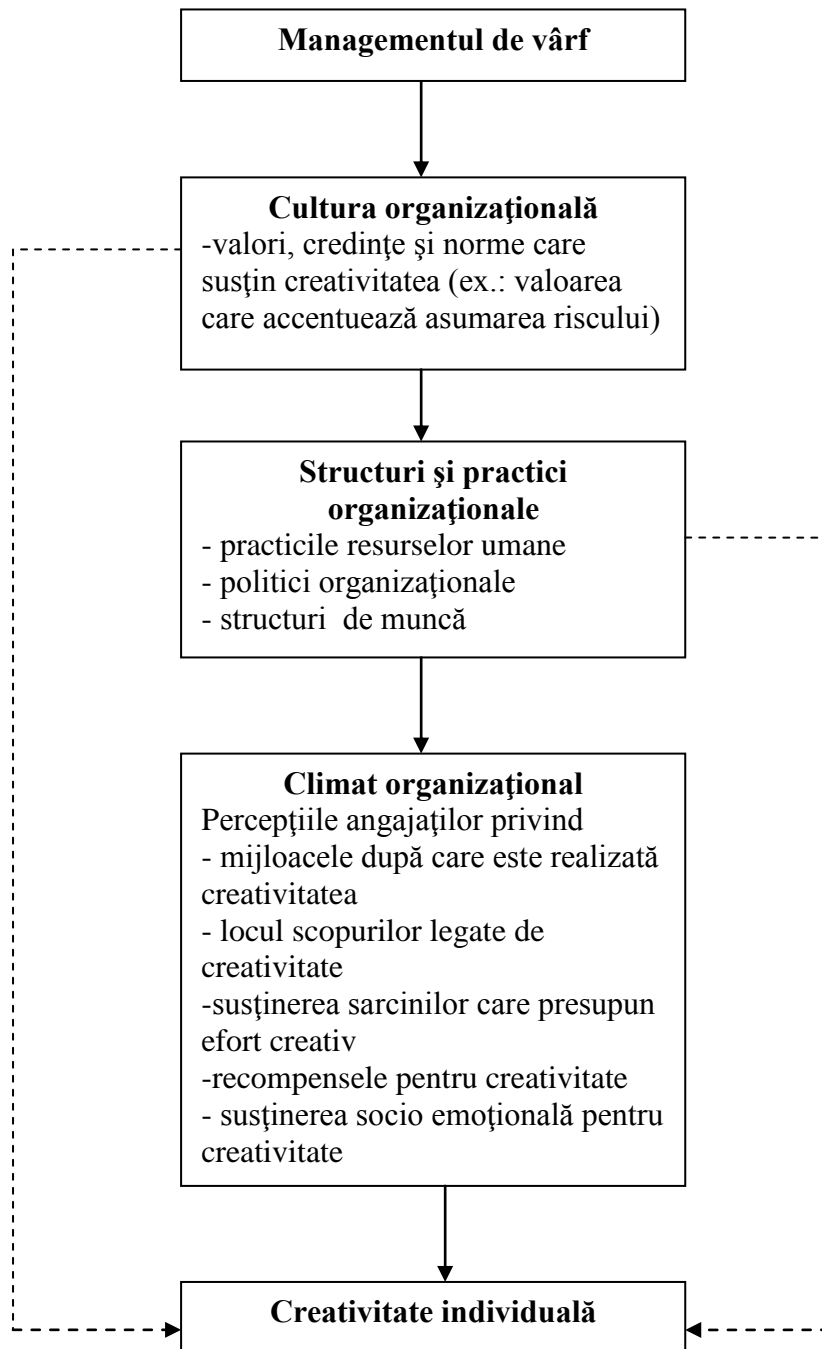 Managementul de vârf
Cultura organizaţională
-valori, credinţe şi norme care
susţin creativitatea (ex.: valoarea
care accentuează asumarea riscului)
Structuri şi practici
organizaţionale
- practicile resurselor umane
- politici organizaţionale
- structuri  de muncă
Climat organizaţional
Percepţiile angajaţilor privind
- mijloacele după care este realizată
creativitatea
- locul scopurilor legate de
creativitate
-susţinerea sarcinilor care presupun
efort creativ
-recompensele pentru creativitate
- susţinerea socio emoţională pentru
creativitate
Creativitate individuală